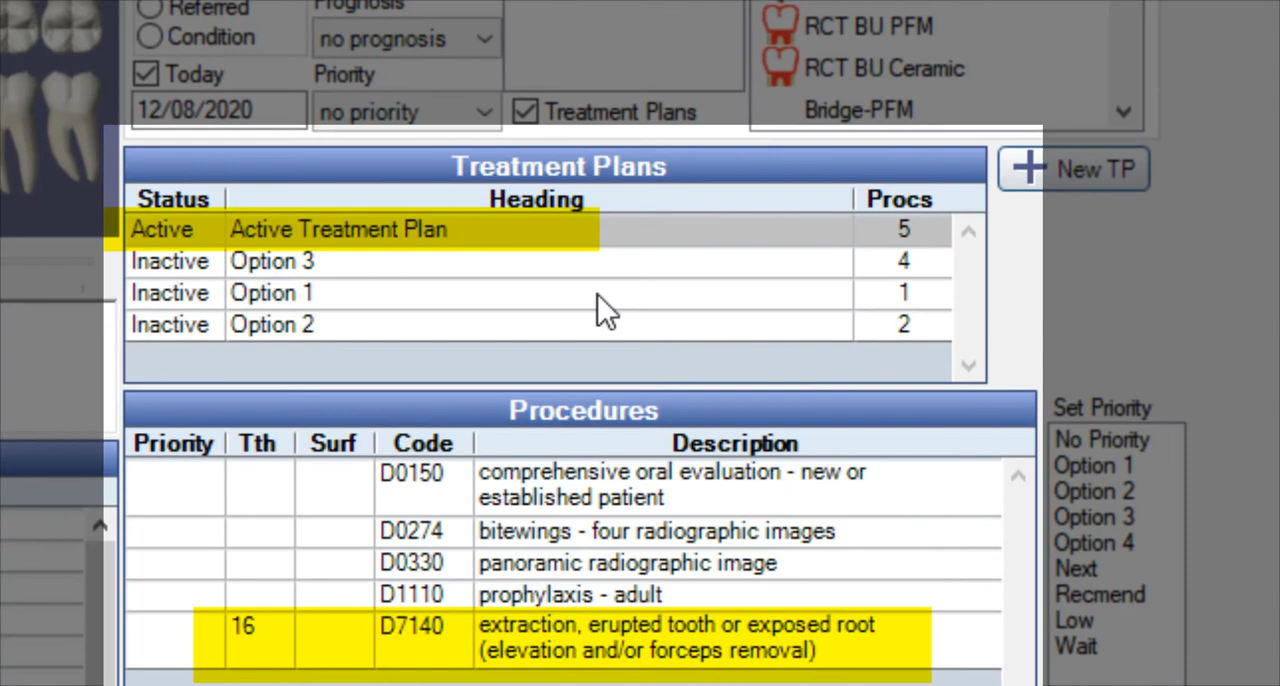 Referred
Prognosis
Condition
no prognosis
Today
Priority
12/08/2020
no priority
Treatment Plans
RCT BU PFM
RCT BU Ceramic
Bridge-PFM
Treatment Plans
New TP
Status Heading Procs
Active Active Treatment Plan 5
Inactive Option 3 4
Inactive Option 1 1
Inactive Option 2 2
Procedures
Priority Tth Surf Code Description
D0150 comprehensive oral evaluation - new or
established patient
D0274 bitewings - four radiographic images
D0330 panoramic radiographic image
D1110 prophylaxis - adult
16 D7140 extraction, erupted tooth or exposed root
(elevation and/or forceps removal)
Set Priority
No Priority
Option 1
Option 2
Option 3
Option 4
Next
Recmend
Low
Wait